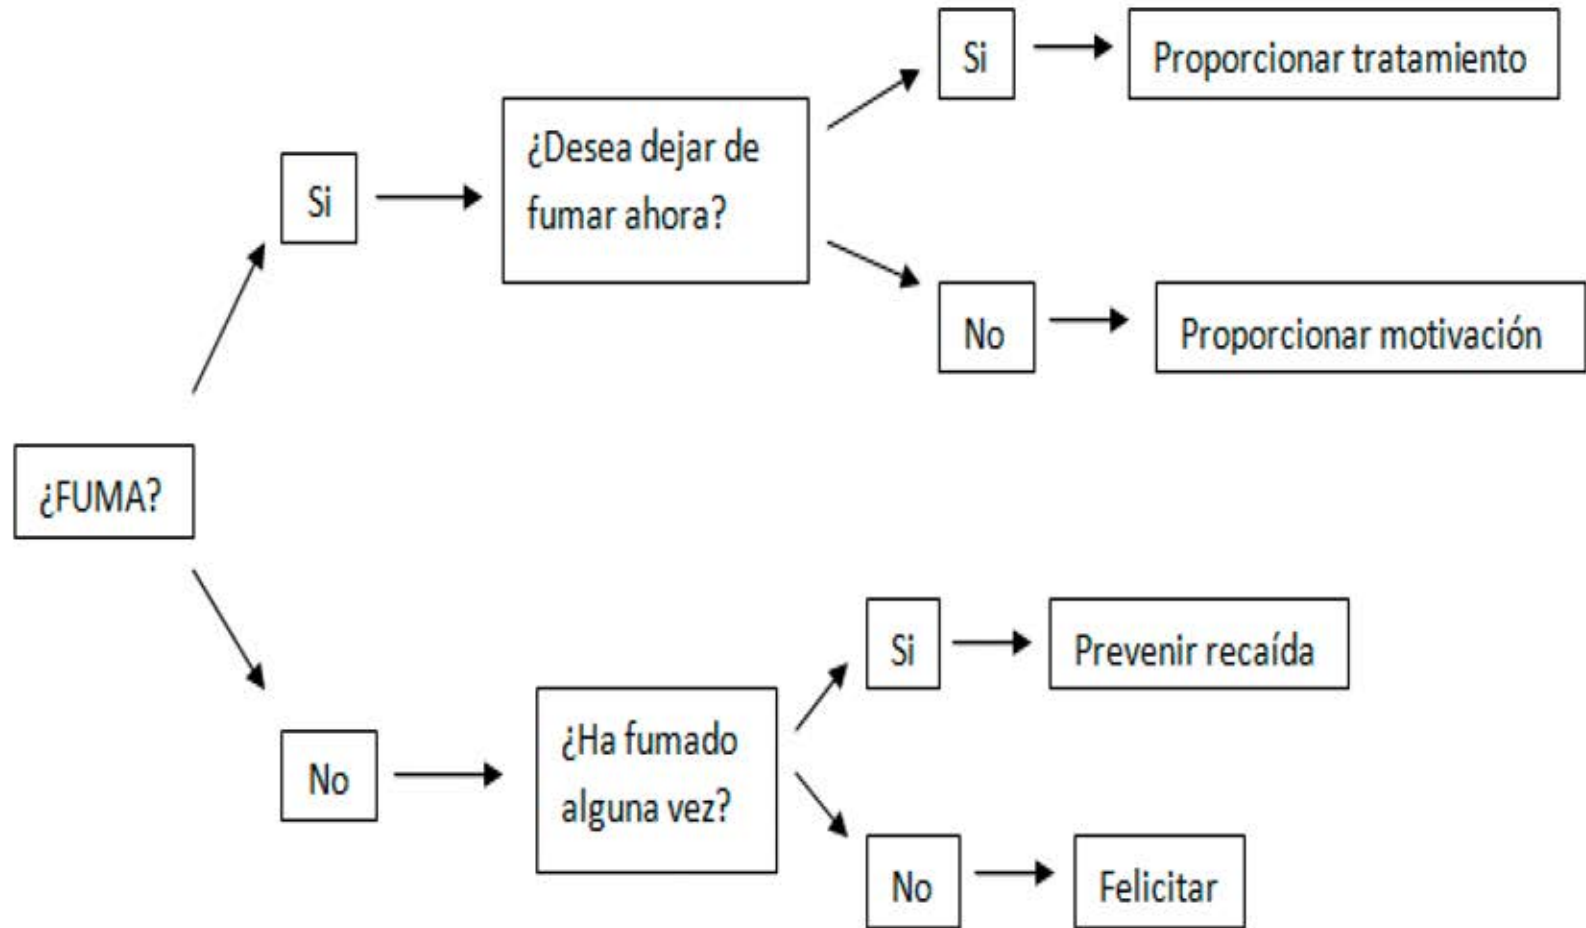 ¿FUMA?
Si
¿Desea dejar de
fumar ahora?
Si
Proporcionar tratamiento
No
Proporcionar motivación
No
¿Ha fumado
alguna vez?
Si
Prevenir recaída
No
Felicitar